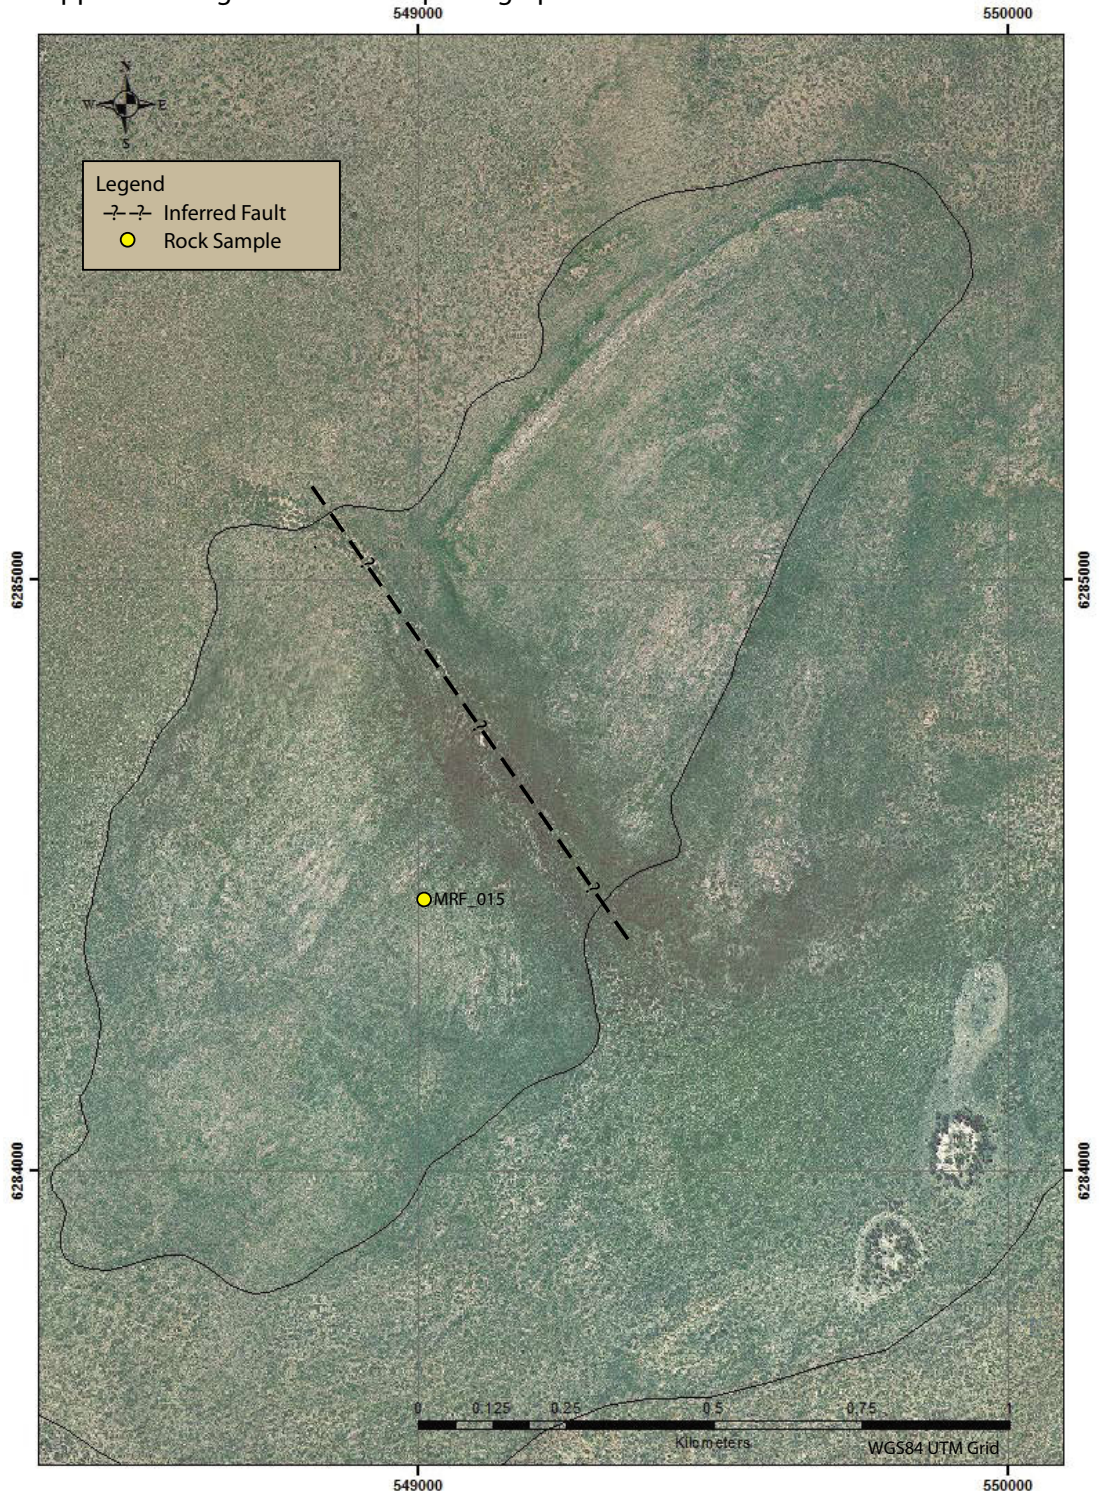 549000
550000
N
W E
S
Legend
-?- -?- Inferred Fault
Rock Sample
?
6285000
6285000
?
?
MRF_015
6284000
6284000
0 0.125 0.25 0.5 0.75 1
Kilometers
WGS84 UTM Grid
549000
550000